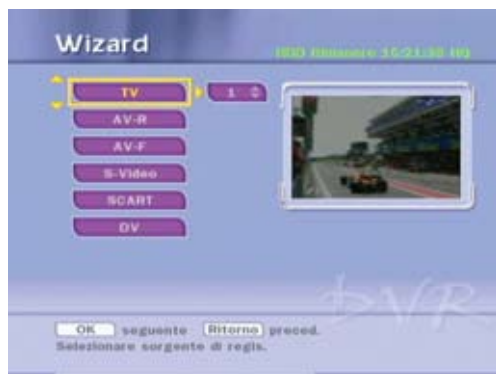 Wizard
HDD Rimanere 15:21:38 HQ
TV 1
AV-R
AV-F
S-Video
SCART
DV
DVR
OK seguente Ritorno preced.
Selezionare sorgente di regis.